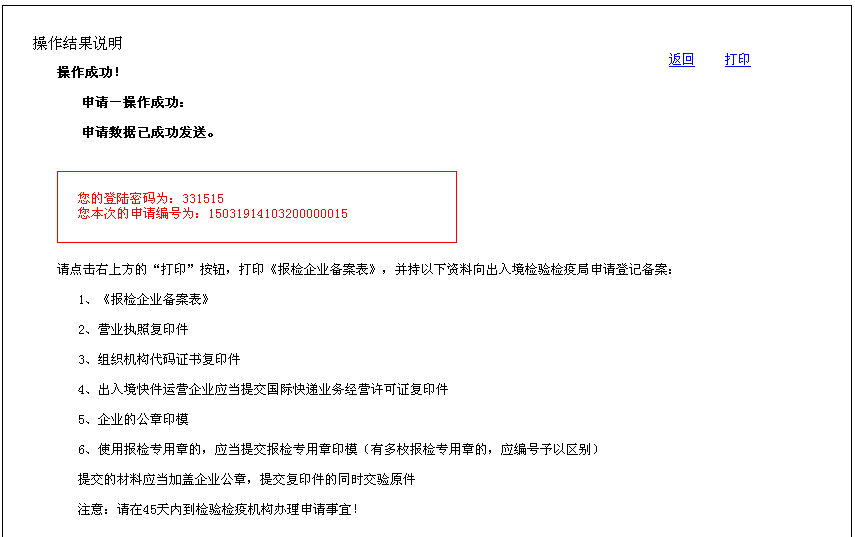 操作结果说明
返回 打印
操作成功！
申请－操作成功：
申请数据已成功发送。
您的登陆密码为：331515
您本次的申请编号为：15031914103200000015
请点击右上方的“打印”按钮，打印《报检企业备案表》，并持以下资料向出入境检验检疫局申请登记备案：
1、《报检企业备案表》
2、营业执照复印件
3、组织机构代码证书复印件
4、出入境快件运营企业应当提交国际快递业务经营许可证复印件
5、企业的公章印模
6、使用报检专用章的，应当提交报检专用章印模（有多枚报检专用章的，应编号予以区别）
提交的材料应当加盖企业公章，提交复印件的同时交验原件
注意：请在45天内到检验检疫机构办理申请事宜！